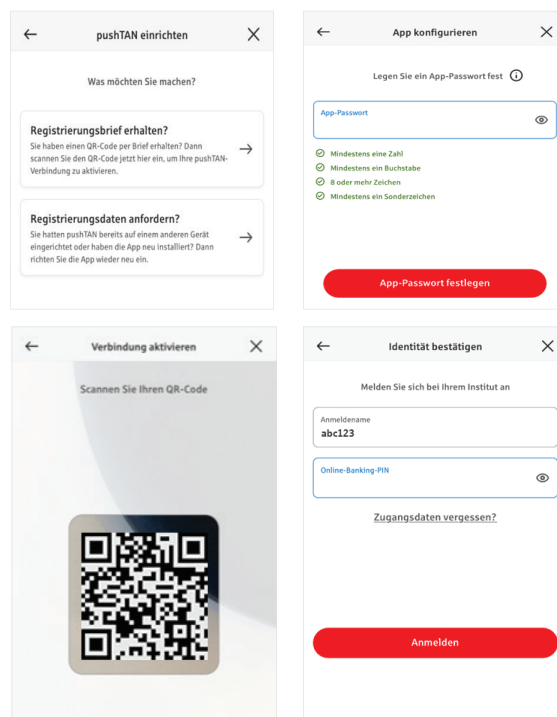 pushTAN einrichten
Was möchten Sie machen?
Registrierungsbrief erhalten?
Sie haben einen QR-Code per Brief erhalten? Dann
scannen Sie den QR-Code jetzt hier ein, um Ihre pushTAN-
Verbindung zu aktivieren.
Registrierungsdaten anfordern?
Sie hatten pushTAN bereits auf einem anderen Gerät
eingerichtet oder haben die App neu installiert? Dann
richten Sie die App wieder neu ein.
App konfigurieren
Legen Sie ein App-Passwort fest
App-Passwort
Mindestens eine Zahl
Mindestens ein Buchstabe
8 oder mehr Zeichen
Mindestens ein Sonderzeichen
App-Passwort festlegen
Verbindung aktivieren
Scannen Sie Ihren QR-Code
Identität bestätigen
Melden Sie sich bei Ihrem Institut an
Anmeldename
abc123
Online-Banking-PIN
Zugangsdaten vergessen?
Anmelden